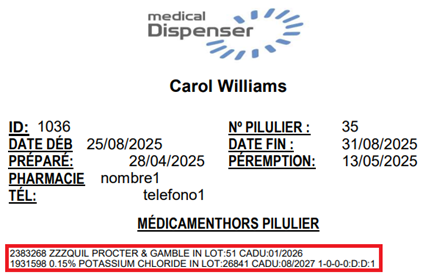 medical
Dispenser
Carol Williams
ID: 1036 Nº PILULIER : 35
DATE DÉB 25/08/2025 DATE FIN : 31/08/2025
PRÉPARÉ: 28/04/2025 PÉREMPTION: 13/05/2025
PHARMACIE nombre1
TÉL: telefono1
MÉDICAMENTHORS PILULIER
2383268 ZZZQUIL PROCTER & GAMBLE IN LOT:51 CADU:01/2026
1931598 0.15% POTASSIUM CHLORIDE IN LOT:26841 CADU:08/2027 1-0-0-0:D:D:1